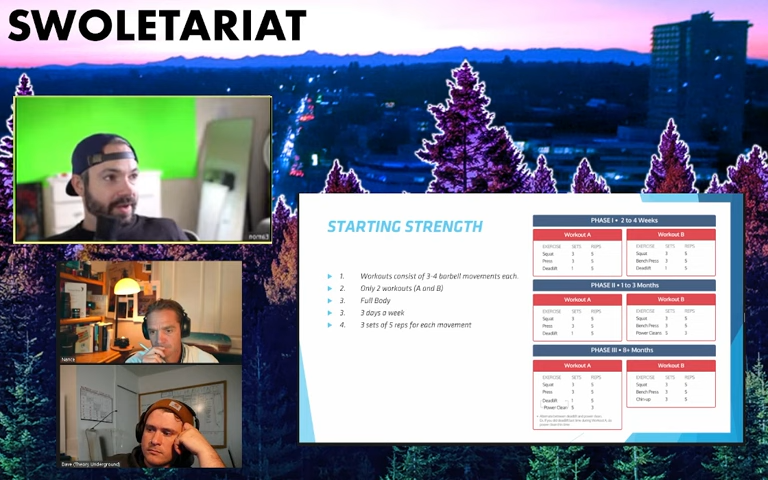 SWOLETARIAT
STARTING STRENGTH
1. Workouts consist of 3-4 barbell movements each.
2. Only 2 workouts (A and B)
3. Full Body
3. 3 days a week
4. 3 sets of 5 reps for each movement
PHASE I • 2 to 4 Weeks
Workout A
EXERCISE SETS REPS
Squat 3 5
Press 3 5
Deadlift 1 5
Workout B
EXERCISE SETS REPS
Squat 3 5
Bench Press 3 5
Deadlift 1 5
PHASE II • 1 to 3 Months
Workout A
EXERCISE SETS REPS
Squat 3 5
Press 3 5
Deadlift 1 5
Workout B
EXERCISE SETS REPS
Squat 3 5
Bench Press 3 5
Power Cleans 5 3
PHASE III •
Months
Workout A
EXERCISE SETS REPS
Squat 3 5
Press 3 5
Deadlift 1 5
Power Clean 5 3
Workout B
EXERCISE SETS REPS
Squat 3 5
Bench Press 3 5
Chin-up 3
Nance
Dave (Theory Underground)